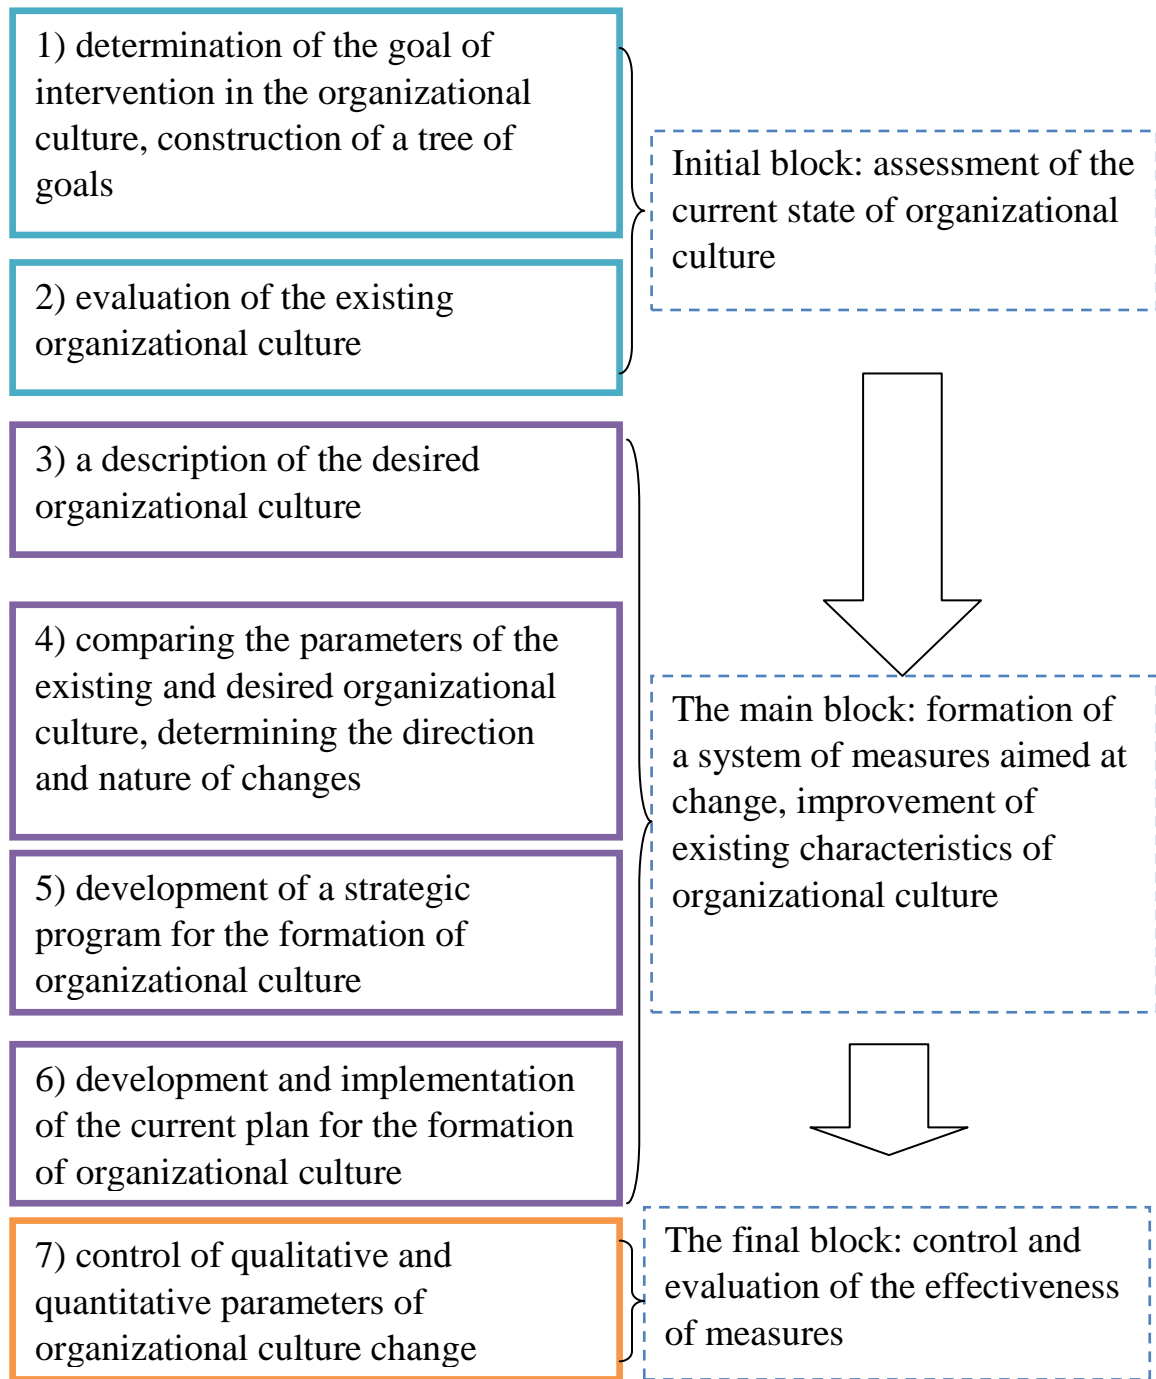 1) determination of the goal of
intervention in the organizational
culture, construction of a tree of
goals
2) evaluation of the existing
organizational culture
Initial block: assessment of the
current state of organizational
culture
3) a description of the desired
organizational culture
4) comparing the parameters of the
existing and desired organizational
culture, determining the direction
and nature of changes
5) development of a strategic
program for the formation of
organizational culture
6) development and implementation
of the current plan for the formation
of organizational culture
The main block: formation of
a system of measures aimed at
change, improvement of
existing characteristics of
organizational culture
7) control of qualitative and
quantitative parameters of
organizational culture change
The final block: control and
evaluation of the effectiveness
of measures